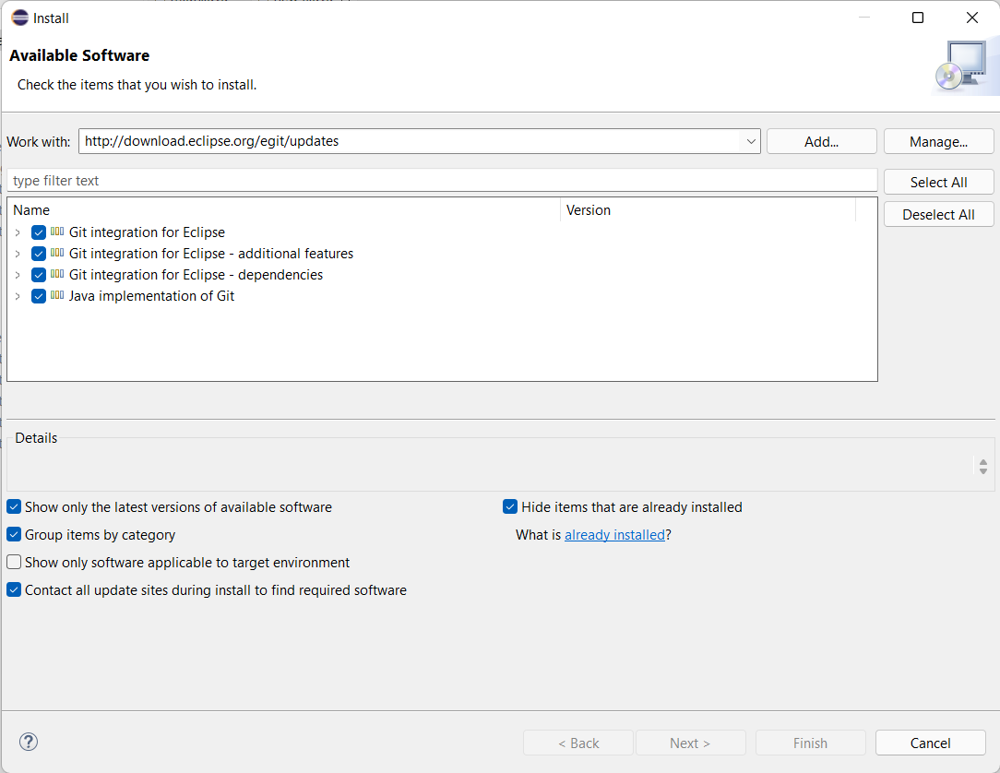 Install
Available Software
Check the items that you wish to install.
Work with: http://download.eclipse.org/egit/updates Add... Manage...
type filter text Select All
Name Version Deselect All
Git integration for Eclipse
Git integration for Eclipse - additional features
Git integration for Eclipse - dependencies
Java implementation of Git
Details
Show only the latest versions of available software Hide items that are already installed
Group items by category What is already installed?
Show only software applicable to target environment
Contact all update sites during install to find required software
? < Back Next > Finish Cancel